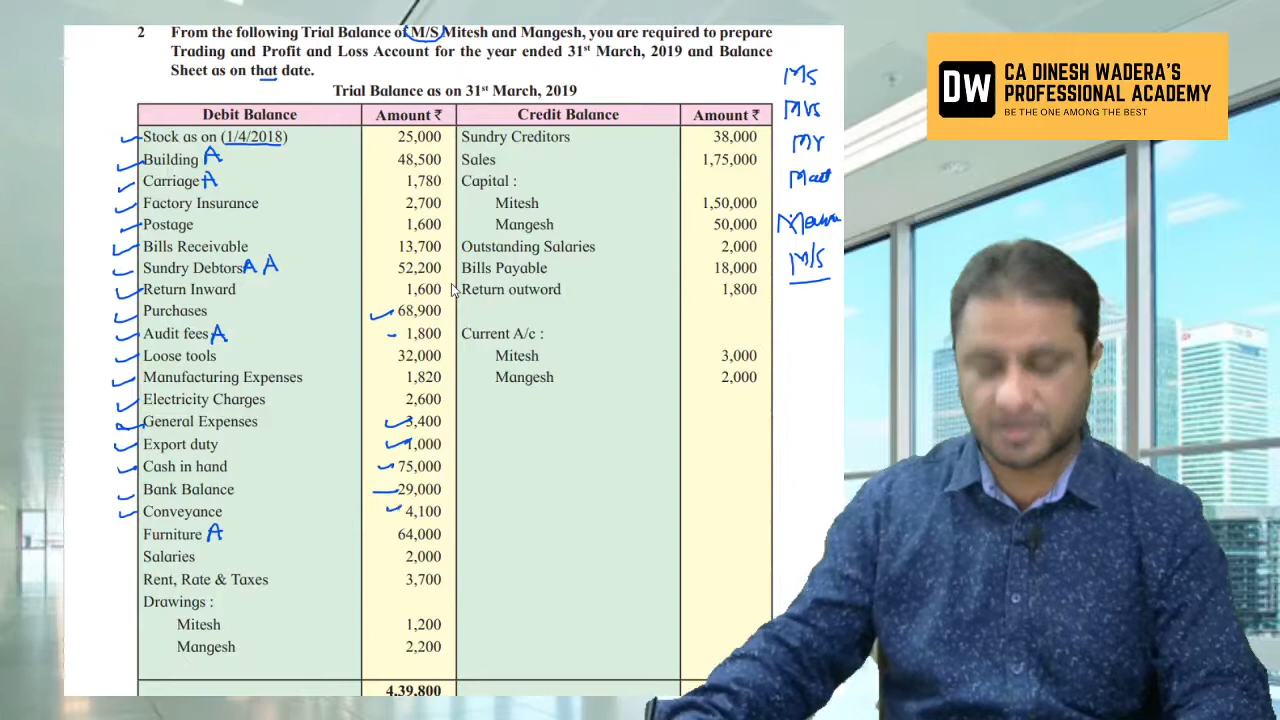 2 From the following Trial Balance of M/S Mitesh and Mangesh, you are required to prepare
Trading and Profit and Loss Account for the year ended 31st March, 2019 and Balance
Sheet as on that date.
Trial Balance as on 31st March, 2019
Debit Balance Amount ₹ Credit Balance Amount ₹
Stock as on (1/4/2018) 25,000 Sundry Creditors 38,000
Building A 48,500 Sales 1,75,000
Carriage A 1,780 Capital :
Factory Insurance 2,700 Mitesh 1,50,000
Postage 1,600 Mangesh 50,000
Bills Receivable 13,700 Outstanding Salaries 2,000
Sundry Debtors A A 52,200 Bills Payable 18,000
Return Inward 1,600 Return outword 1,800
Purchases 68,900
Audit fees A 1,800 Current A/c :
Loose tools 32,000 Mitesh 3,000
Manufacturing Expenses 1,820 Mangesh 2,000
Electricity Charges 2,600
General Expenses 3,400
Export duty 1,000
Cash in hand 75,000
Bank Balance 29,000
Conveyance 4,100
Furniture A 64,000
Salaries 2,000
Rent, Rate & Taxes 3,700
Drawings :
Mitesh 1,200
Mangesh 2,200
4,39,800
Ms
Mrs
Mr
M/S
DW
CA DINESH WADERA'S
PROFESSIONAL ACADEMY
BE THE ONE AMONG THE BEST